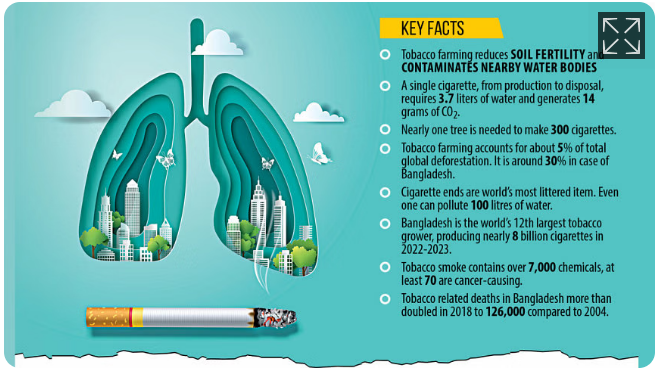 KEY FACTS
Tobacco farming reduces SOIL FERTILITY and
CONTAMINATES NEARBY WATER BODIES
A single cigarette, from production to disposal,
requires 3.7 liters of water and generates 14
grams of CO₂.
Nearly one tree is needed to make 300 cigarettes.
Tobacco farming accounts for about 5% of total
global deforestation. It is around 30% in case of
Bangladesh.
Cigarette ends are world's most littered item. Even
one can pollute 100 litres of water.
Bangladesh is the world's 12th largest tobacco
grower, producing nearly 8 billion cigarettes in
2022-2023.
Tobacco smoke contains over 7,000 chemicals, at
least 70 are cancer-causing.
Tobacco related deaths in Bangladesh more than
doubled in 2018 to 126,000 compared to 2004.